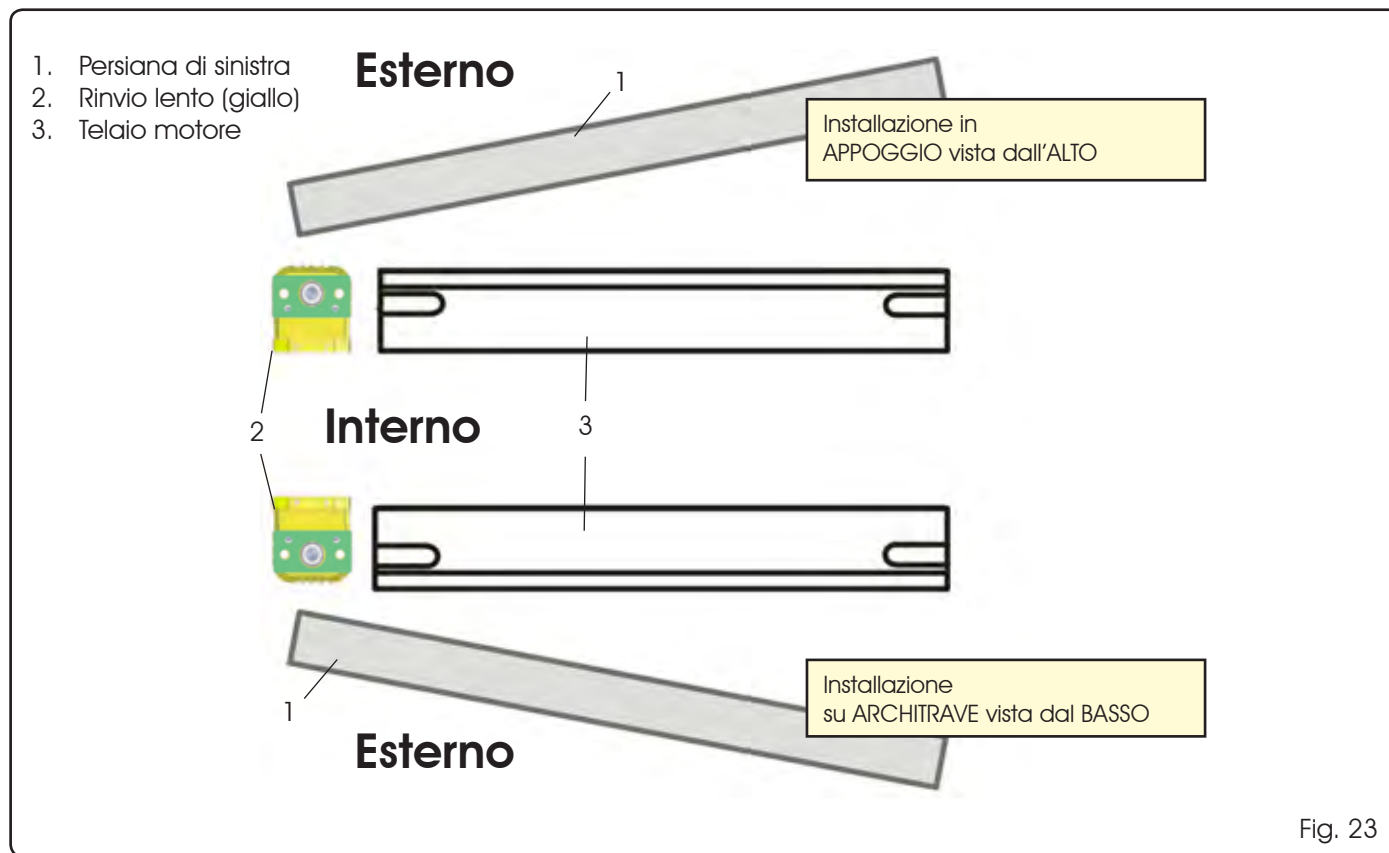 1. Persiana di sinistra
2. Rinvio lento (giallo)
3. Telaio motore
Esterno
1
Installazione in
APPOGGIO vista dall'ALTO
2
Interno
3
1
Installazione
su ARCHITRAVE vista dal BASSO
Esterno
Fig. 23